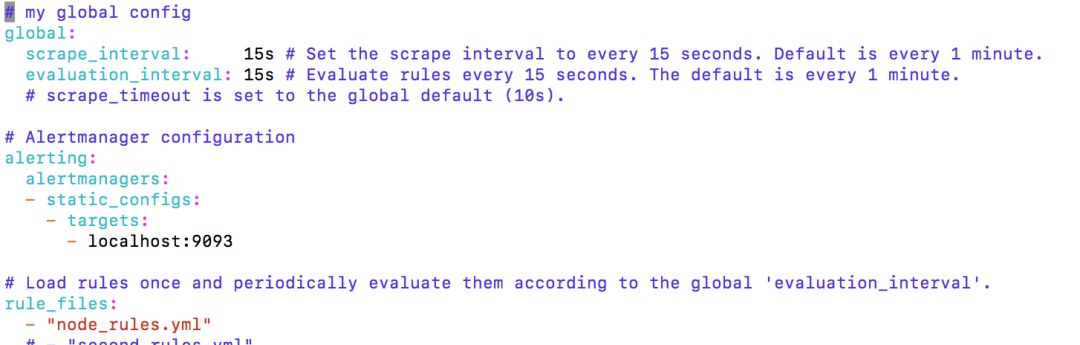 # my global config
global:
  scrape_interval:     15s # Set the scrape interval to every 15 seconds. Default is every 1 minute.
  evaluation_interval: 15s # Evaluate rules every 15 seconds. The default is every 1 minute.
  # scrape_timeout is set to the global default (10s).

# Alertmanager configuration
alerting:
  alertmanagers:
  - static_configs:
    - targets:
      - localhost:9093

# Load rules once and periodically evaluate them according to the global 'evaluation_interval'.
rule_files:
  - "node_rules.yml"
  # - "second_rules.yml"